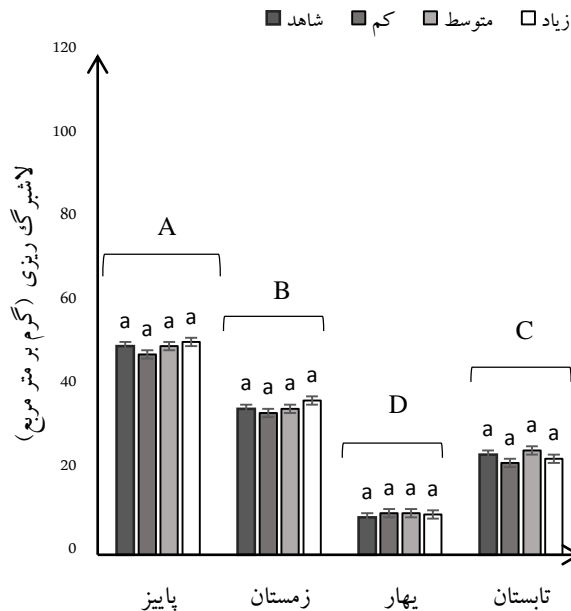 شاهد کم متوسط زیاد
120
100
80
60
40
20
0
لاشبرگ ریزی (گرم بر متر مربع)
A
B
C
D
a a a a
a a a a
a a a a
a a a a
پاییز زمستان بهار تابستان